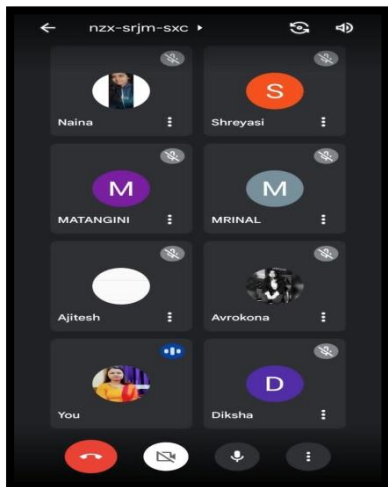 nzx-srjm-sxc
S
Naina
Shreyasi
M
M
MATANGINI
MRINAL
Ajitesh
Avrokona
D
You
Diksha